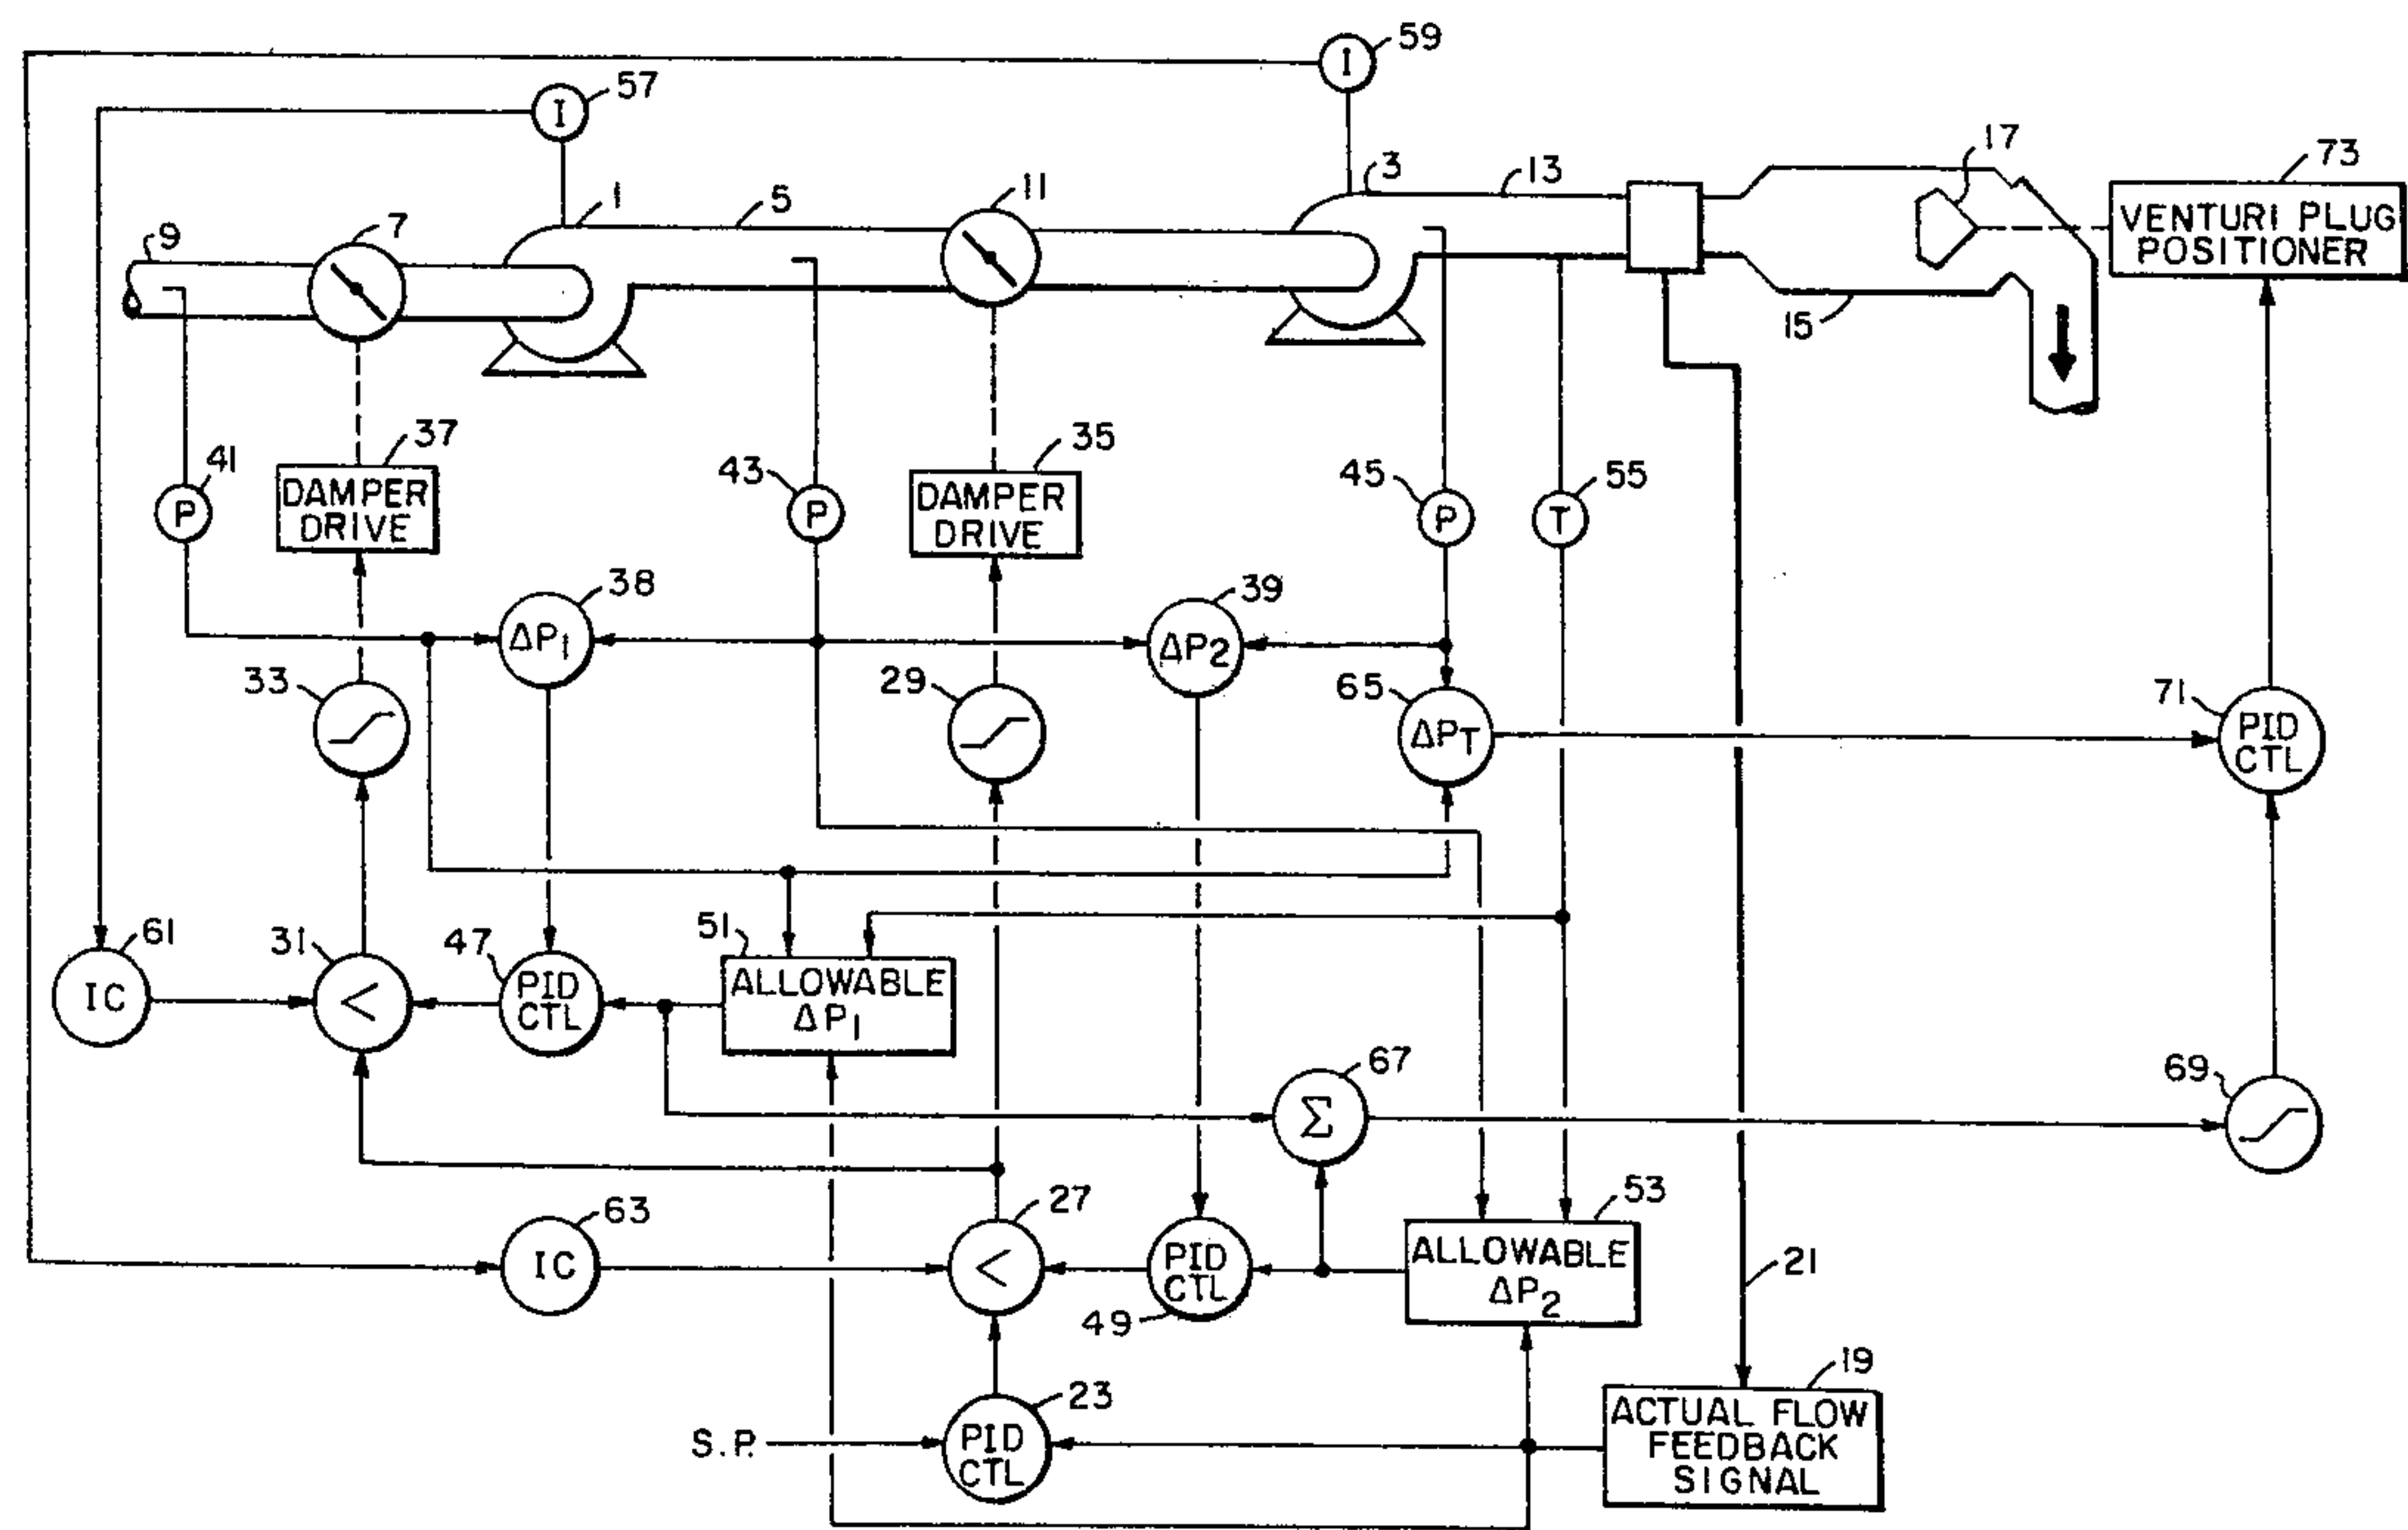 59
I
57
I
17
73
3
13
11
1
5
7
9
VENTURI PLUG
POSITIONER
15
37
35
41
43
45
55
DAMPER
DRIVE
P
P
DAMPER
DRIVE
P
T
38
39
ΔP1
ΔP2
33
29
65
71
ΔPT
PID
CTL
61
31
47
51
IC
<
PID
CTL
ALLOWABLE
ΔP1
67
69
Σ
63
27
53
IC
<
PID
CTL
49
ALLOWABLE
ΔP2
21
23
19
S.P.
PID
CTL
ACTUAL FLOW
FEEDBACK
SIGNAL